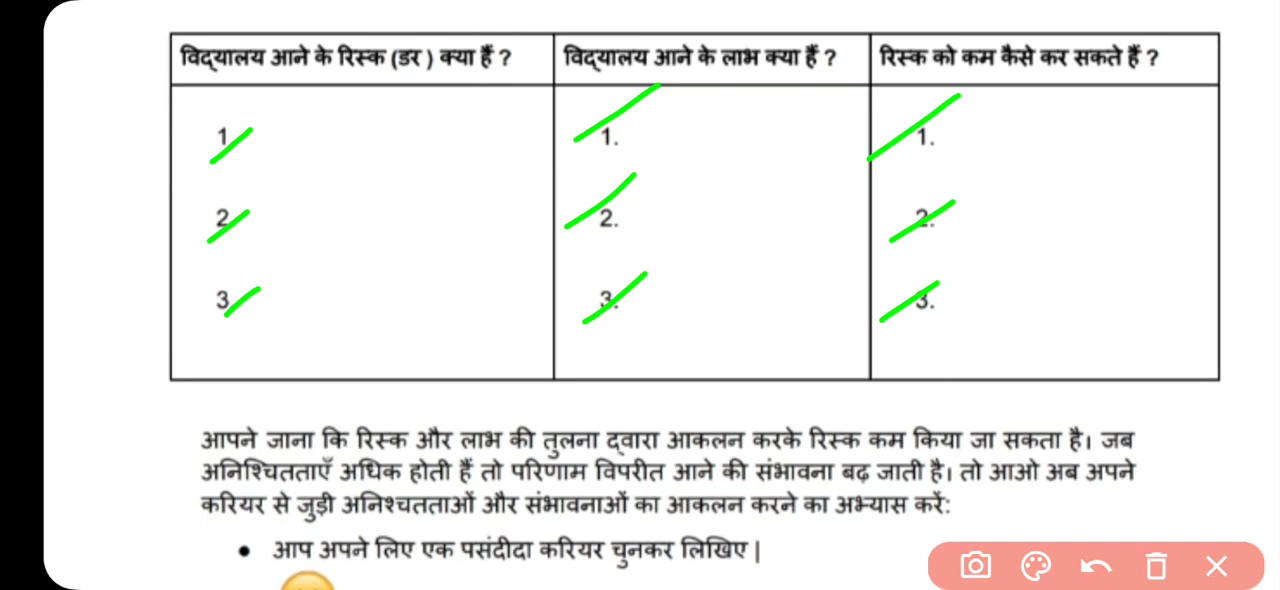 विद्यालय आने के रिस्क (डर ) क्या हैं ?
विद्यालय आने के लाभ क्या हैं ?
रिस्क को कम कैसे कर सकते हैं ?
1
1.
1.
2
2.
2.
3
3.
3.
आपने जाना कि रिस्क और लाभ की तुलना द्वारा आकलन करके रिस्क कम किया जा सकता है। जब
अनिश्चितताएँ अधिक होती हैं तो परिणाम विपरीत आने की संभावना बढ़ जाती है। तो आओ अब अपने
करियर से जुड़ी अनिश्चतताओं और संभावनाओं का आकलन करने का अभ्यास करें:
● आप अपने लिए एक पसंदीदा करियर चुनकर लिखिए |